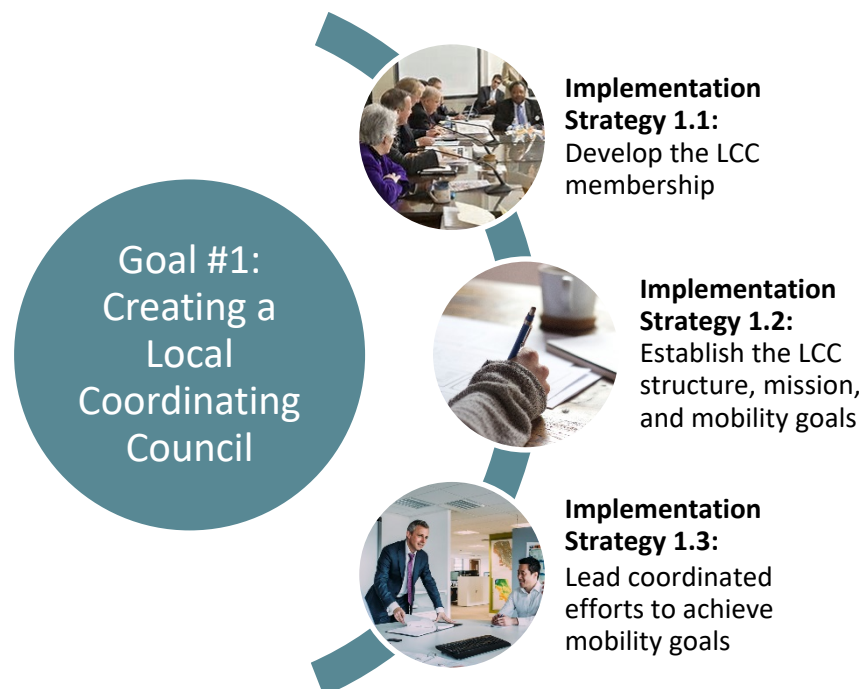 Goal #1:
Creating a
Local
Coordinating
Council
Implementation
Strategy 1.1:
Develop the LCC
membership
Implementation
Strategy 1.2:
Establish the LCC
structure, mission,
and mobility goals
Implementation
Strategy 1.3:
Lead coordinated
efforts to achieve
mobility goals